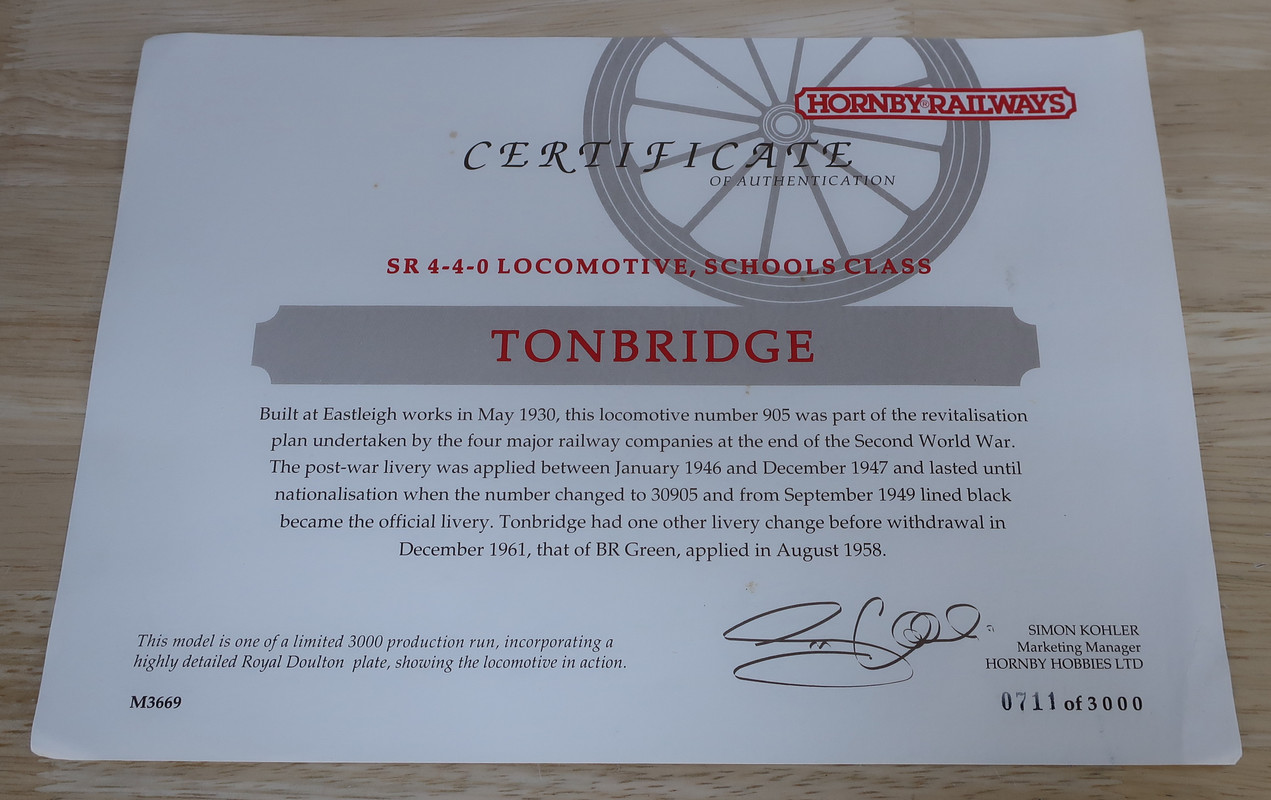 HORNBY® RAILWAYS
CERTIFICATE
OF AUTHENTICATION
SR 4-4-0 LOCOMOTIVE, SCHOOLS CLASS
TONBRIDGE
Built at Eastleigh works in May 1930, this locomotive number 905 was part of the revitalisation
plan undertaken by the four major railway companies at the end of the Second World War.
The post-war livery was applied between January 1946 and December 1947 and lasted until
nationalisation when the number changed to 30905 and from September 1949 lined black
became the official livery. Tonbridge had one other livery change before withdrawal in
December 1961, that of BR Green, applied in August 1958.
This model is one of a limited 3000 production run, incorporating a
highly detailed Royal Doulton plate, showing the locomotive in action.
M3669
SIMON KOHLER
Marketing Manager
HORNBY HOBBIES LTD
0711 of 3000